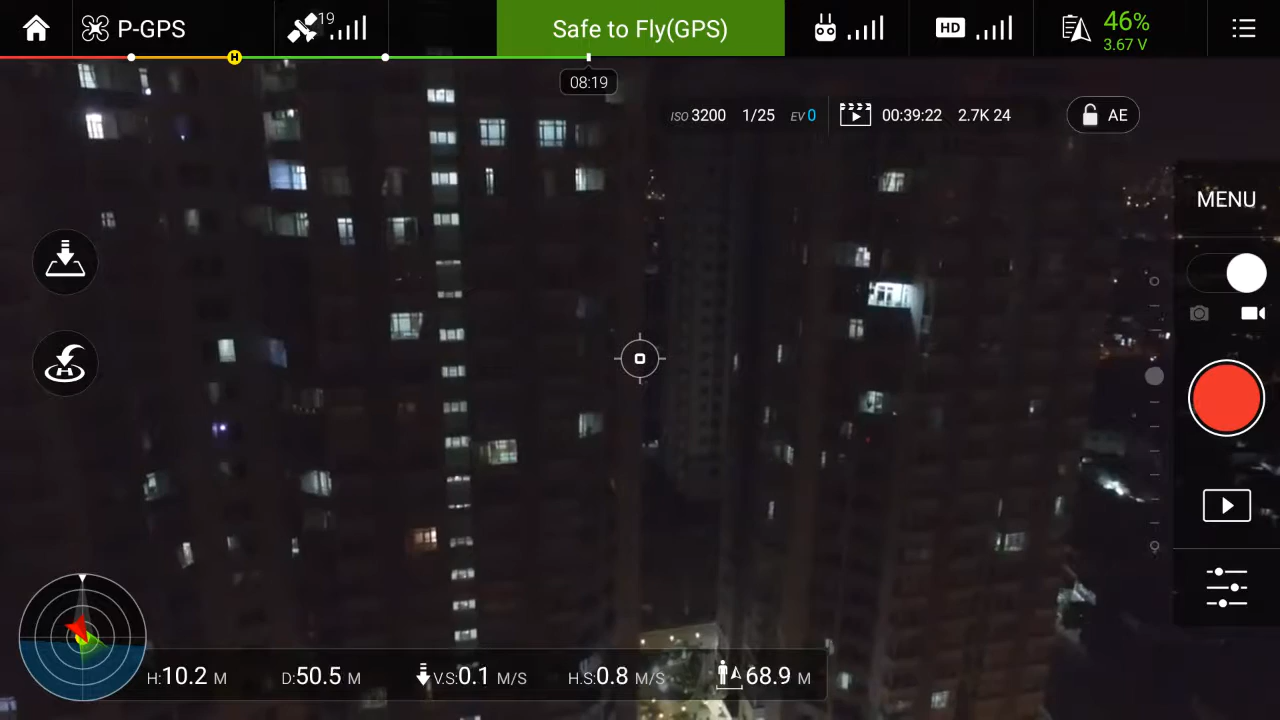 P-GPS
19
Safe to Fly(GPS)
HD
46%
3.67 V
H
08:19
ISO 3200 1/25 EV 0 00:39:22 2.7K 24 AE
MENU
H
H:10.2 M D:50.5 M V.S:0.1 M/S H.S:0.8 M/S 68.9 M